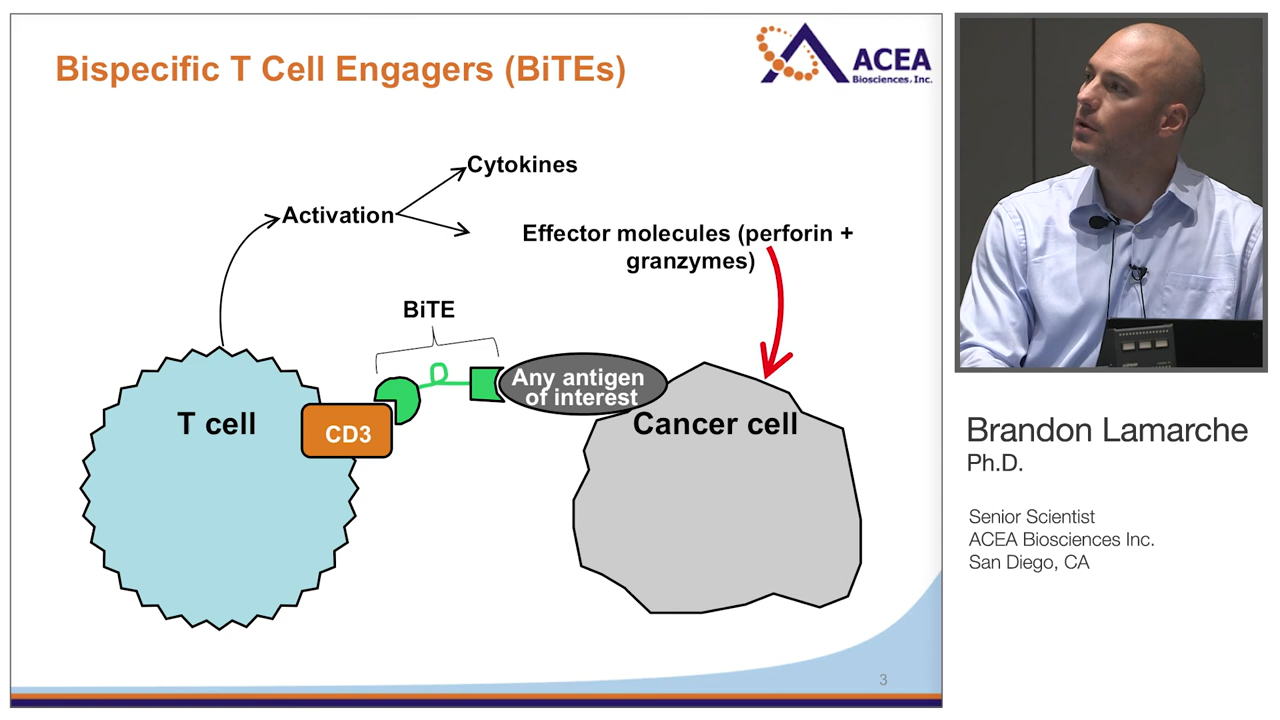 Bispecific T Cell Engagers (BiTEs)
ACEA
Biosciences, Inc.
Cytokines
Activation
Effector molecules (perforin +
granzymes)
BiTE
Any antigen
of interest
T cell
CD3
Cancer cell
3
Brandon Lamarche
Ph.D.
Senior Scientist
ACEA Biosciences Inc.
San Diego, CA